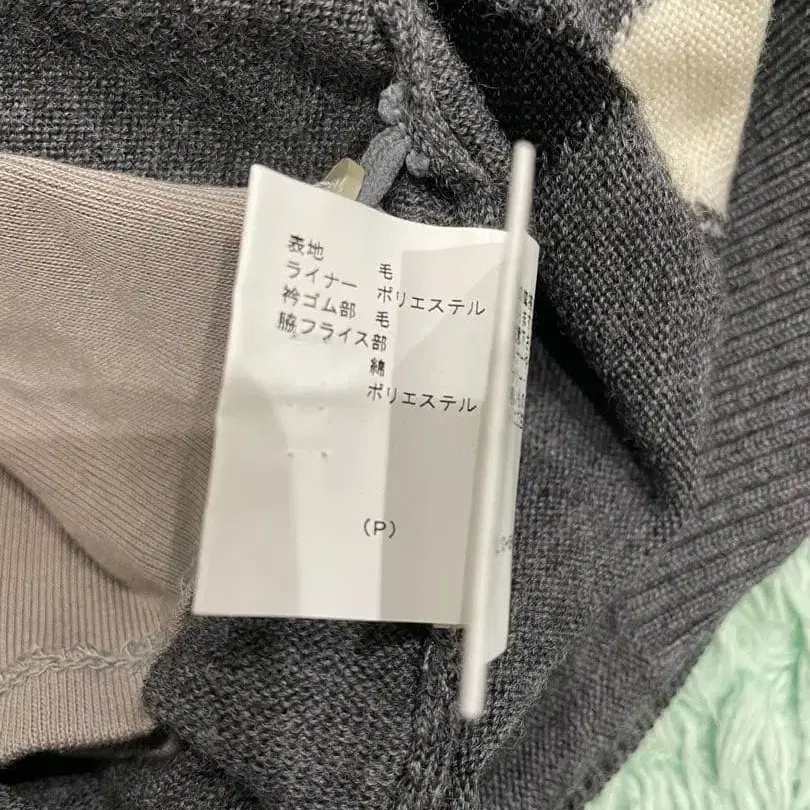 表地 毛
ライナー ポリエステル
衿ゴム部 毛
脇フライス部
綿
ポリエステル
(P)